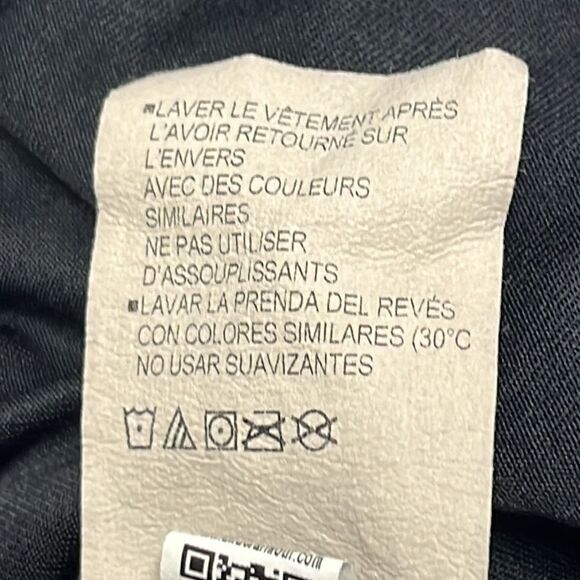 LAVER LE VÊTEMENT APRÈS
L'AVOIR RETOURNÉ SUR
L'ENVERS
AVEC DES COULEURS
SIMILAIRES
NE PAS UTILISER
D'ASSOUPLISSANTS
LAVAR LA PRENDA DEL REVÉS
CON COLORES SIMILARES (30°C
NO USAR SUAVIZANTES